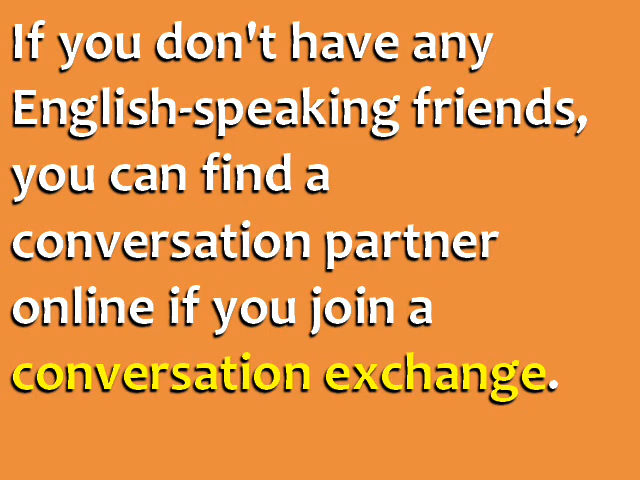 If you don't have any
English-speaking friends,
you can find a
conversation partner
online if you join a
conversation exchange.